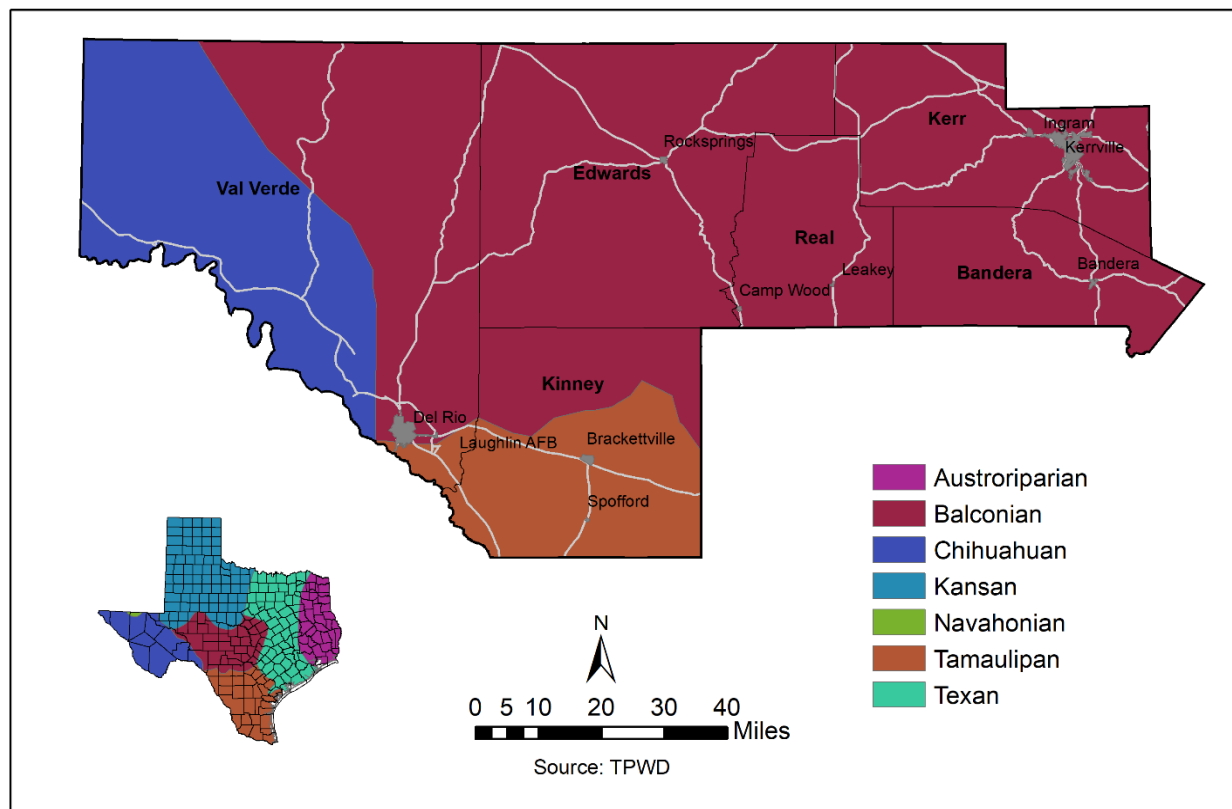 Ingram
Kerr
Kerrville
Rocksprings
Edwards
Val Verde
Real
Leakey
Bandera
Bandera
Camp Wood
Kinney
Del Rio
Laughlin AFB
Brackettville
Spofford
Austroriparian
Balconian
Chihuahuan
Kansan
Navahonian
Tamaulipan
Texan
N
0 5 10 20 30 40
Miles
Source: TPWD